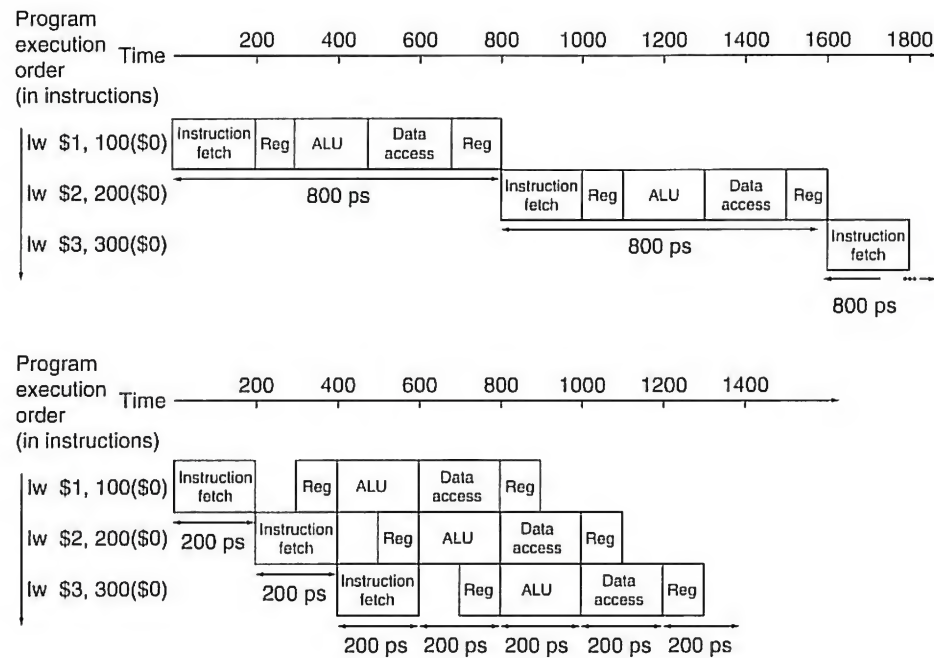 Program
execution
order
(in instructions)
Time
200 400 600 800 1000 1200 1400 1600 1800
lw $1, 100($0)
Instruction
fetch
Reg
ALU
Data
access
Reg
800 ps
lw $2, 200($0)
Instruction
fetch
Reg
ALU
Data
access
Reg
800 ps
lw $3, 300($0)
Instruction
fetch
...
800 ps
Program
execution
order
(in instructions)
Time
200 400 600 800 1000 1200 1400
lw $1, 100($0)
Instruction
fetch
Reg
ALU
Data
access
Reg
200 ps
lw $2, 200($0)
Instruction
fetch
Reg
ALU
Data
access
Reg
200 ps
lw $3, 300($0)
Instruction
fetch
Reg
ALU
Data
access
Reg
200 ps 200 ps 200 ps 200 ps 200 ps